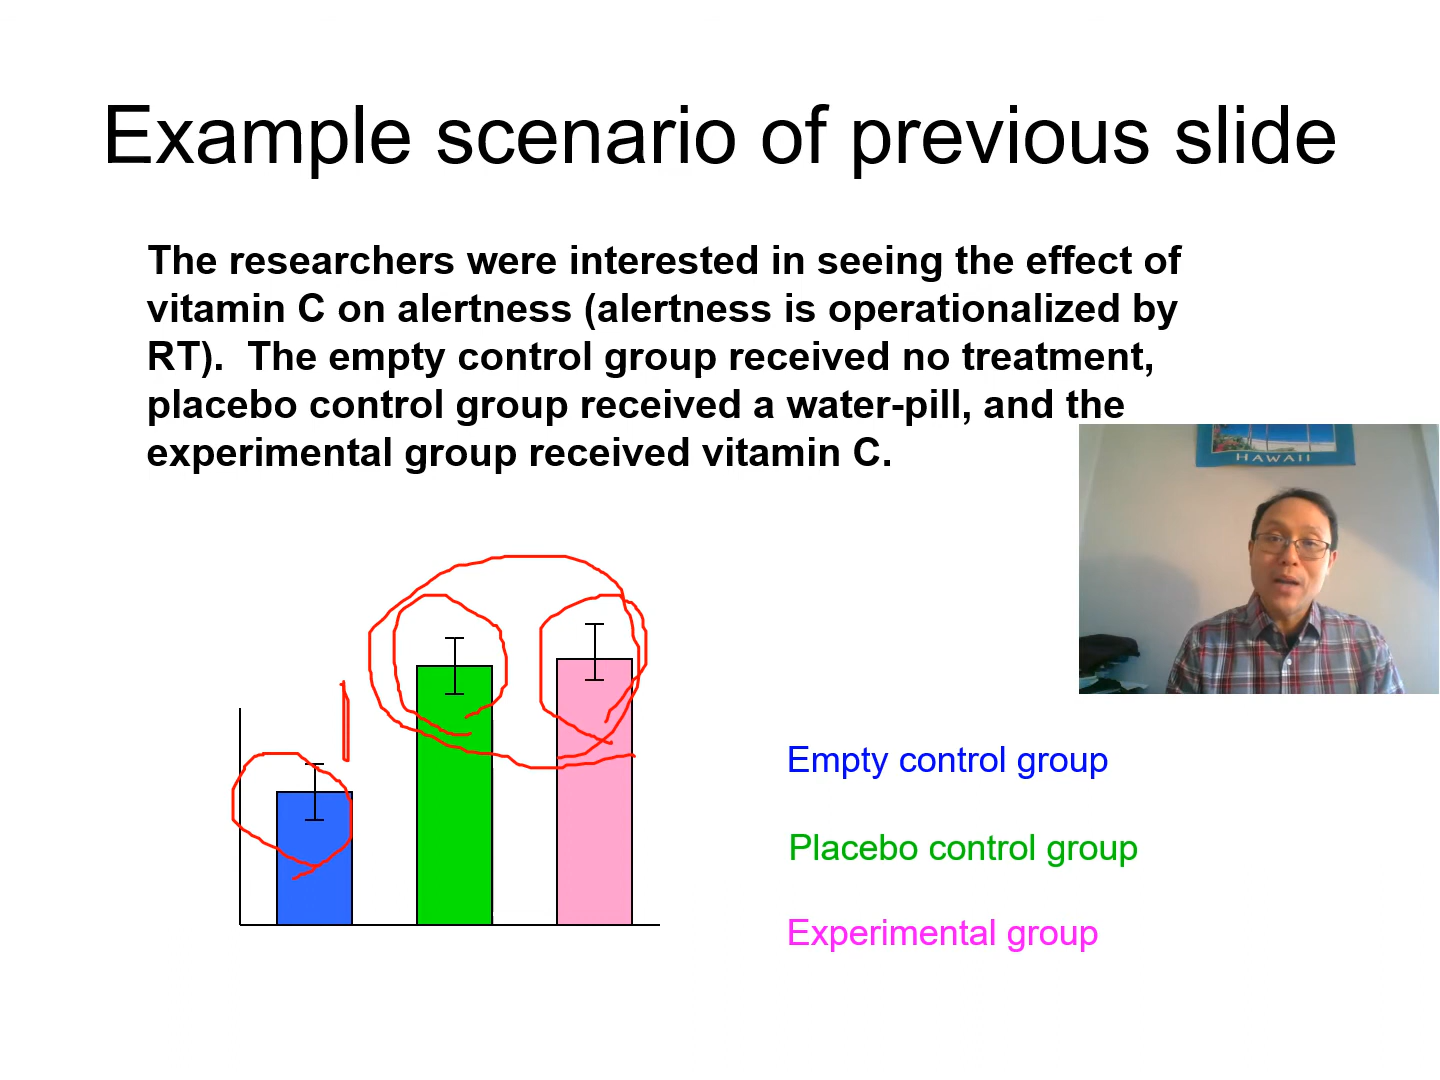 Example scenario of previous slide
The researchers were interested in seeing the effect of
vitamin C on alertness (alertness is operationalized by
RT).  The empty control group received no treatment,
placebo control group received a water-pill, and the
experimental group received vitamin C.
HAWAII
Empty control group
Placebo control group
Experimental group